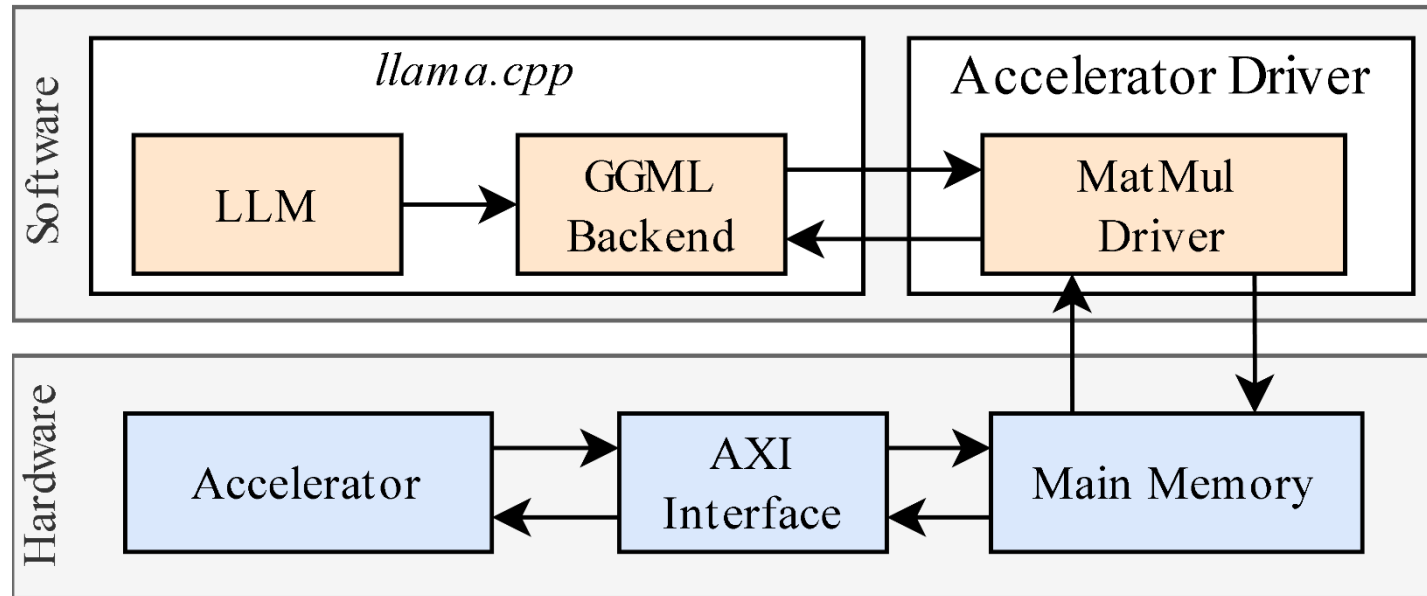 Software
llama.cpp
Accelerator Driver
LLM
GGML
Backend
MatMul
Driver
Hardware
Accelerator
AXI
Interface
Main Memory